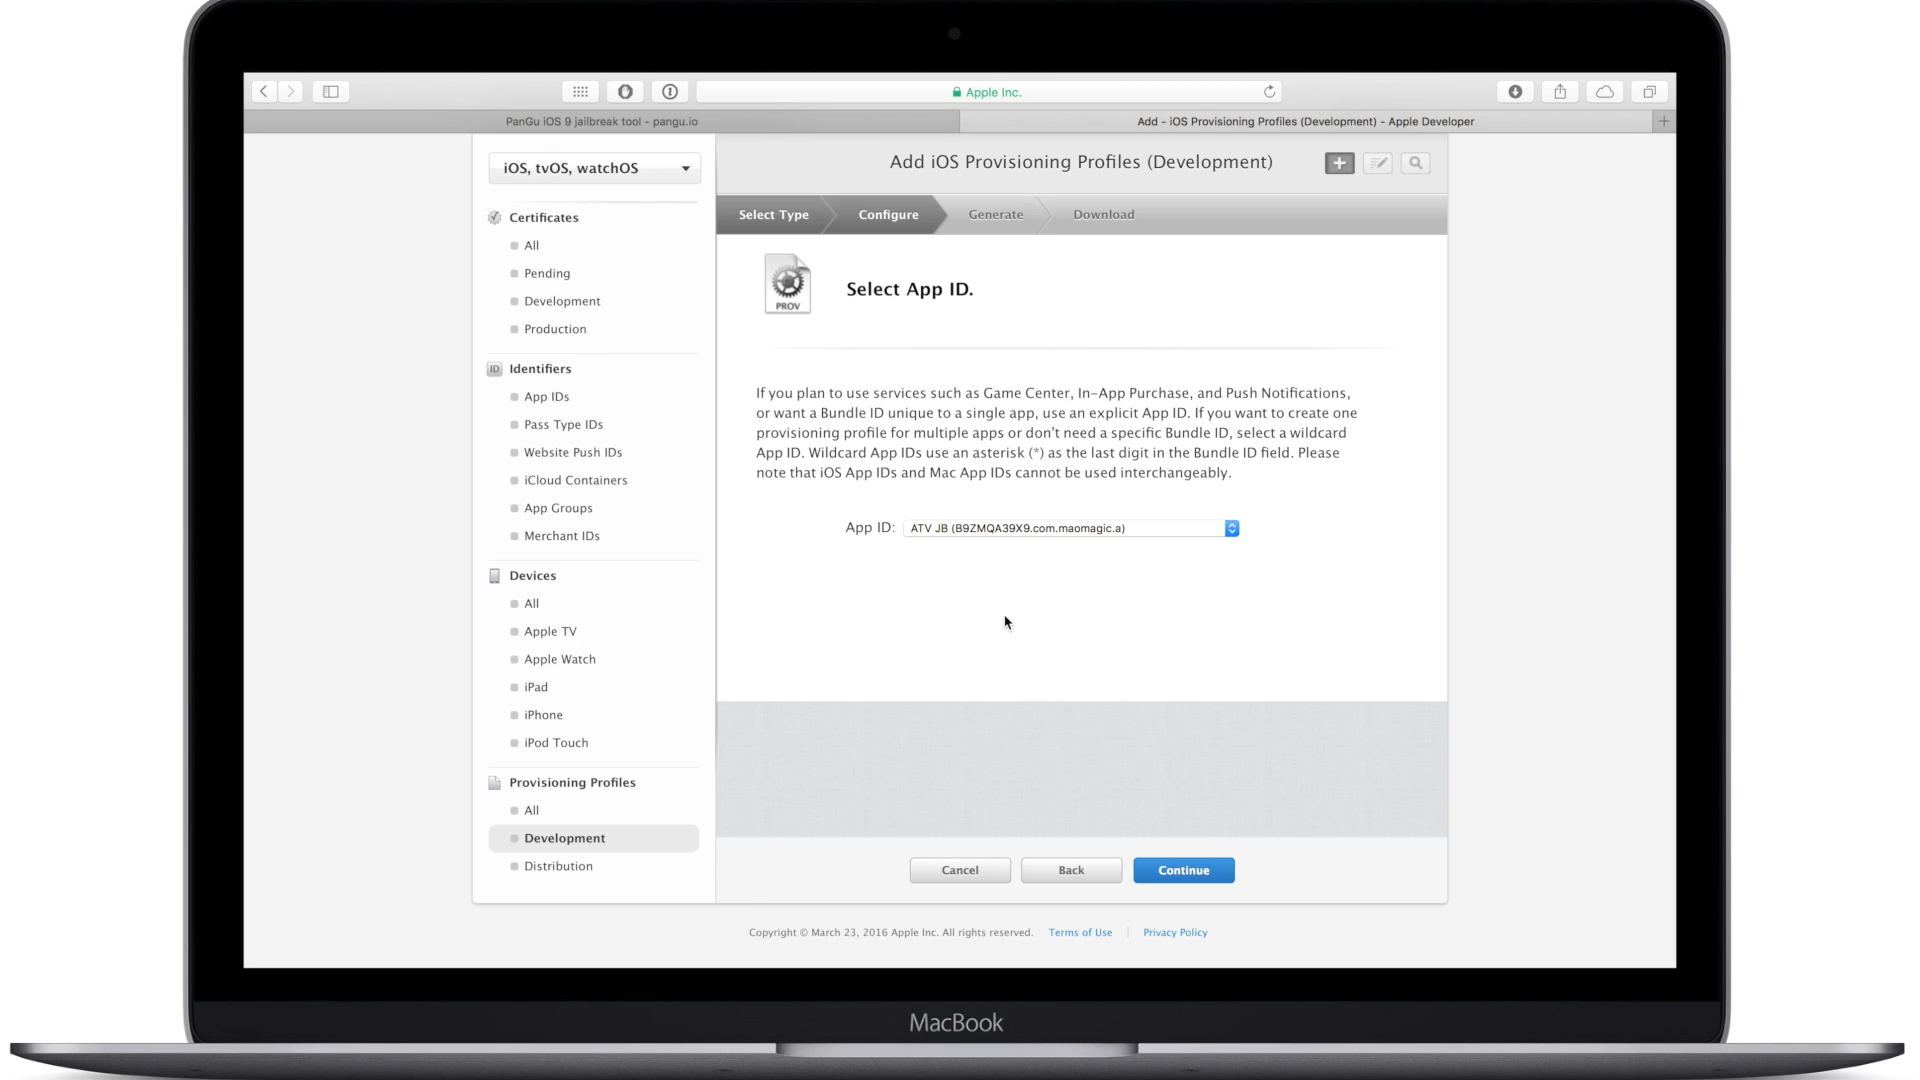 Apple Inc.
PanGu iOS 9 jailbreak tool - pangu.io
Add - iOS Provisioning Profiles (Development) - Apple Developer
iOS, tvOS, watchOS
Certificates
All
Pending
Development
Production
ID Identifiers
App IDs
Pass Type IDs
Website Push IDs
iCloud Containers
App Groups
Merchant IDs
Devices
All
Apple TV
Apple Watch
iPad
iPhone
iPod Touch
Provisioning Profiles
All
Development
Distribution
Add iOS Provisioning Profiles (Development)
Select Type
Configure
Generate
Download
PROV
Select App ID.
If you plan to use services such as Game Center, In-App Purchase, and Push Notifications,
or want a Bundle ID unique to a single app, use an explicit App ID. If you want to create one
provisioning profile for multiple apps or don't need a specific Bundle ID, select a wildcard
App ID. Wildcard App IDs use an asterisk (*) as the last digit in the Bundle ID field. Please
note that iOS App IDs and Mac App IDs cannot be used interchangeably.
App ID: ATV JB (B9ZMQA39X9.com.maomagic.a)
Cancel
Back
Continue
Copyright © March 23, 2016 Apple Inc. All rights reserved. Terms of Use | Privacy Policy
MacBook